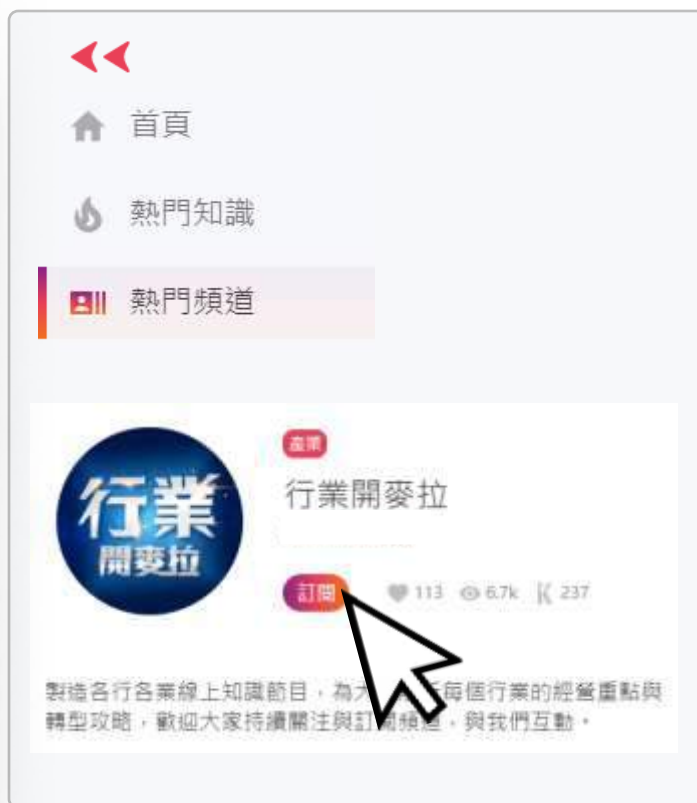 首頁
熱門知識
熱門頻道
行業
開麥拉
產業
行業開麥拉
訂閱
113 6.7k 237
製造各行各業線上知識節目，為大 每個行業的經營重點與
轉型攻略，歡迎大家持續關注與訂閱頻道，與我們互動。